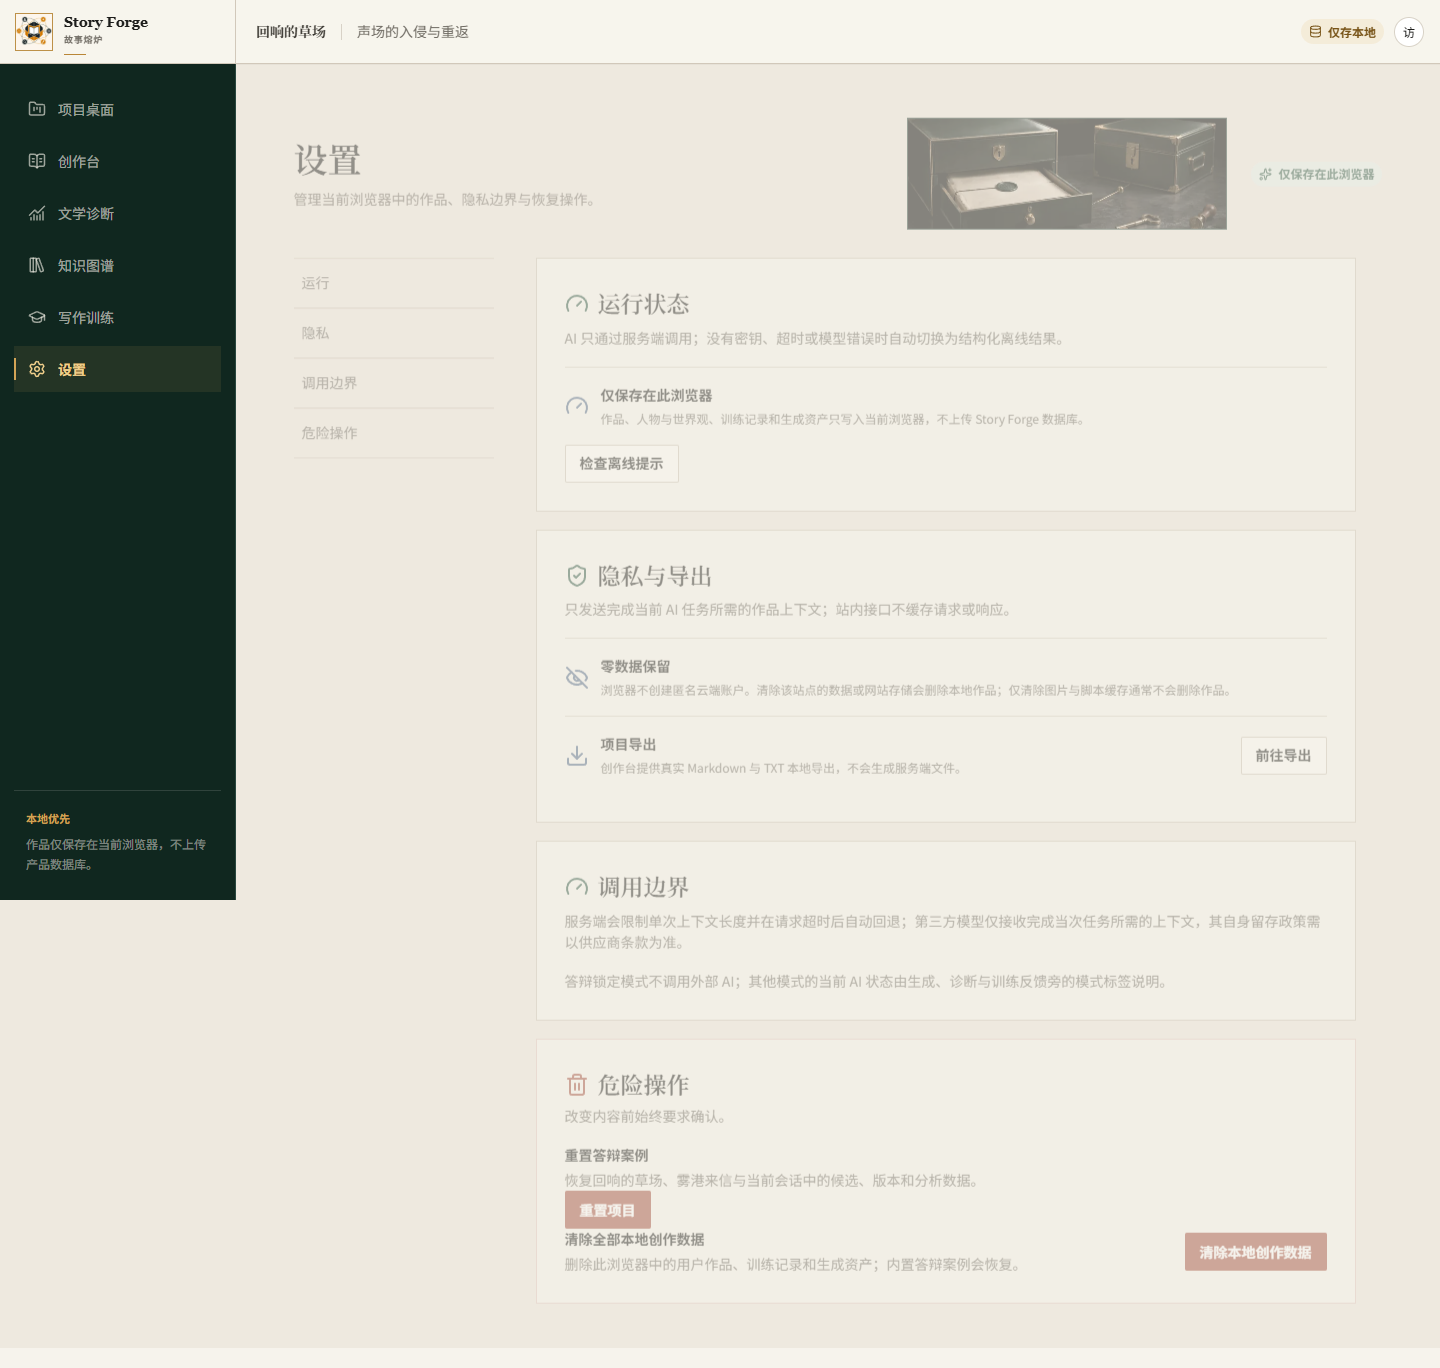 Story Forge
故事熔炉
回响的草场
声场的入侵与重返
仅存本地
访
项目桌面
创作台
文学诊断
知识图谱
写作训练
设置
本地优先
作品仅保存在当前浏览器，不上传
产品数据库。
设置
管理当前浏览器中的作品、隐私边界与恢复操作。
仅保存在此浏览器
运行
隐私
调用边界
危险操作
运行状态
AI 只通过服务端调用；没有密钥、超时或模型错误时自动切换为结构化离线结果。
仅保存在此浏览器
作品、人物与世界观、训练记录和生成资产只写入当前浏览器，不上传 Story Forge 数据库。
检查离线提示
隐私与导出
只发送完成当前 AI 任务所需的作品上下文；站内接口不缓存请求或响应。
零数据保留
浏览器不创建匿名云端账户。清除该站点的数据或网站存储会删除本地作品；仅清除图片与脚本缓存通常不会删除作品。
项目导出
创作台提供真实 Markdown 与 TXT 本地导出，不会生成服务端文件。
前往导出
调用边界
服务端会限制单次上下文长度并在请求超时后自动回退；第三方模型仅接收完成当次任务所需的上下文，其自身留存政策需
以供应商条款为准。
答辩锁定模式不调用外部 AI；其他模式的当前 AI 状态由生成、诊断与训练反馈旁的模式标签说明。
危险操作
改变内容前始终要求确认。
重置答辩案例
恢复回响的草场、雾港来信与当前会话中的候选、版本和分析数据。
重置项目
清除全部本地创作数据
删除此浏览器中的用户作品、训练记录和生成资产；内置答辩案例会恢复。
清除本地创作数据